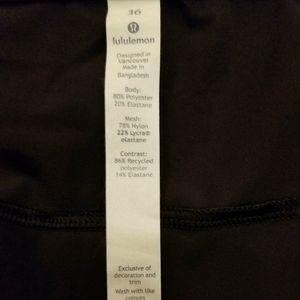 36
lululemon
Designed in
Vancouver
Made in
Bangladesh
Body:
80% Polyester
20% Elastane
Mesh:
78% Nylon
22% Lycra®
elastane
Contrast:
86% Recycled
polyester
14% Elastane
Exclusive of
decoration and
trim
Wash with like
colours